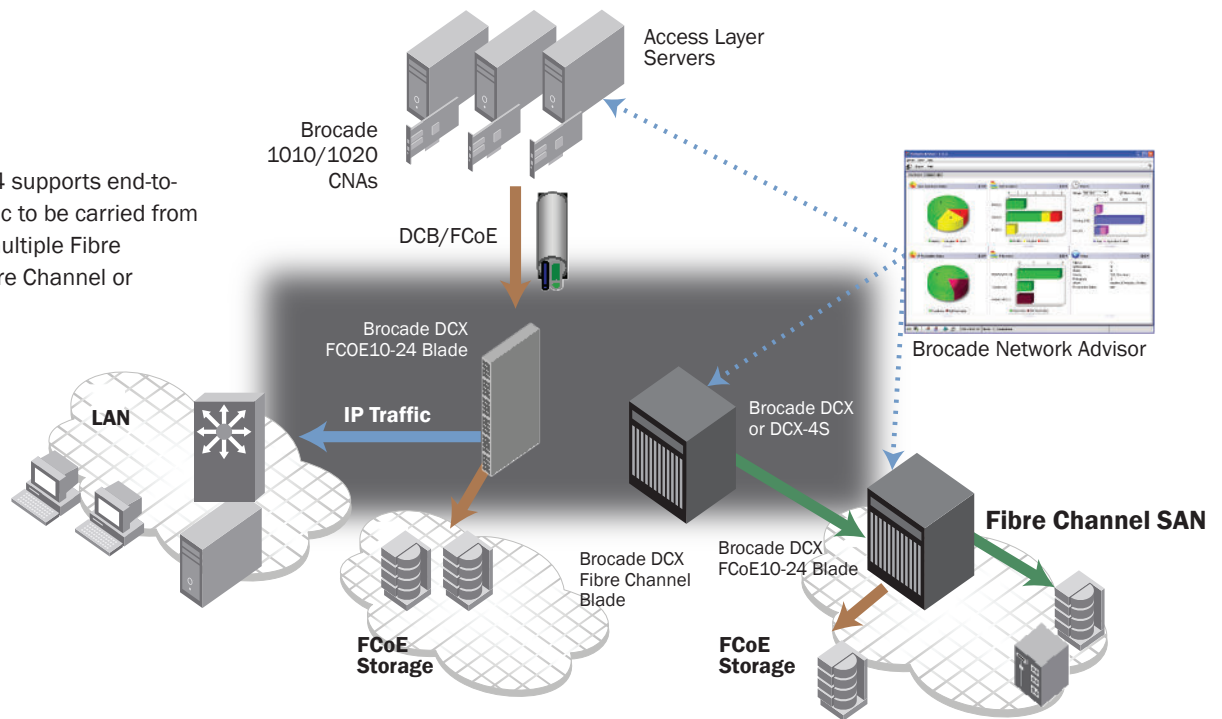 Access Layer
Servers
Brocade
1010/1020
CNAs
4 supports end-to-
c to be carried from
ultiple Fibre
re Channel or
DCB/FCoE
Brocade DCX
FCOE10-24 Blade
Brocade Network Advisor
LAN
IP Traffic
Brocade DCX
or DCX-4S
Fibre Channel SAN
Brocade DCX
Fibre Channel
Blade
Brocade DCX
FCoE10-24 Blade
FCoE
Storage
FCoE
Storage